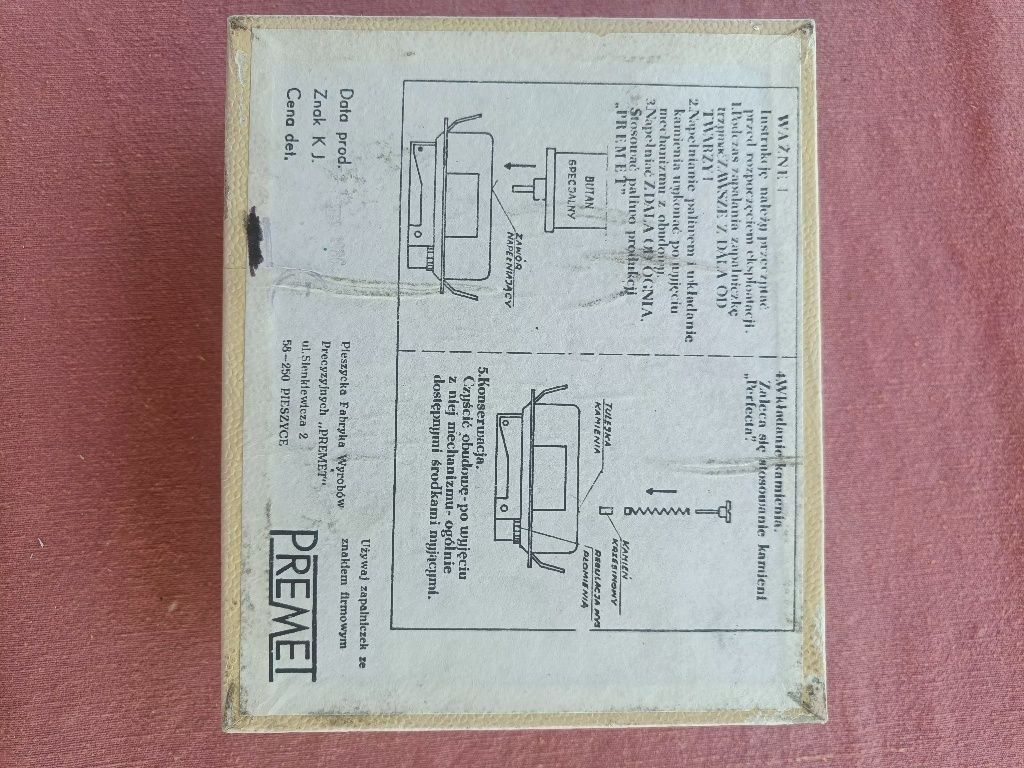 WAŻNE!
Instrukcję należy przeczytać
przed rozpoczęciem eksploatacji.
1.Podczas zapalania zapalniczkę
trzymać ZAWSZE Z DALA OD
TWARZY!
2.Napełnianie paliwem i układanie
kamienia wykonać po wyjęciu
mechanizmu z obudowy.
3.Napełniać Z DALA OD OGNIA.
Stosować paliwo produkcji
„PREMET"
BUTAN
SPECJALNY
ZAWÓR
NAPEŁNIAJĄCY
4.Wkładanie kamienia.
Zaleca się stosowanie kamieni
„Perfecta".
TULEJKA
KAMIENIA
KAMIEŃ
KRZESIWOWY
REGULACJA WYS
PŁOMIENIA
5.Konserwacja.
Czyścić obudowę-po wyjęciu
z niej mechanizmu- ogólnie
dostępnymi środkami myjącymi.
Data prod.
Znak K J.
Cena det.
Pieszycka Fabryka Wyrobów
Precyzyjnych „PREMET"
ul.Sienkiewicza 2
58-250 PIESZYCE
Używaj zapalniczek ze
znakiem firmowym
PREMET